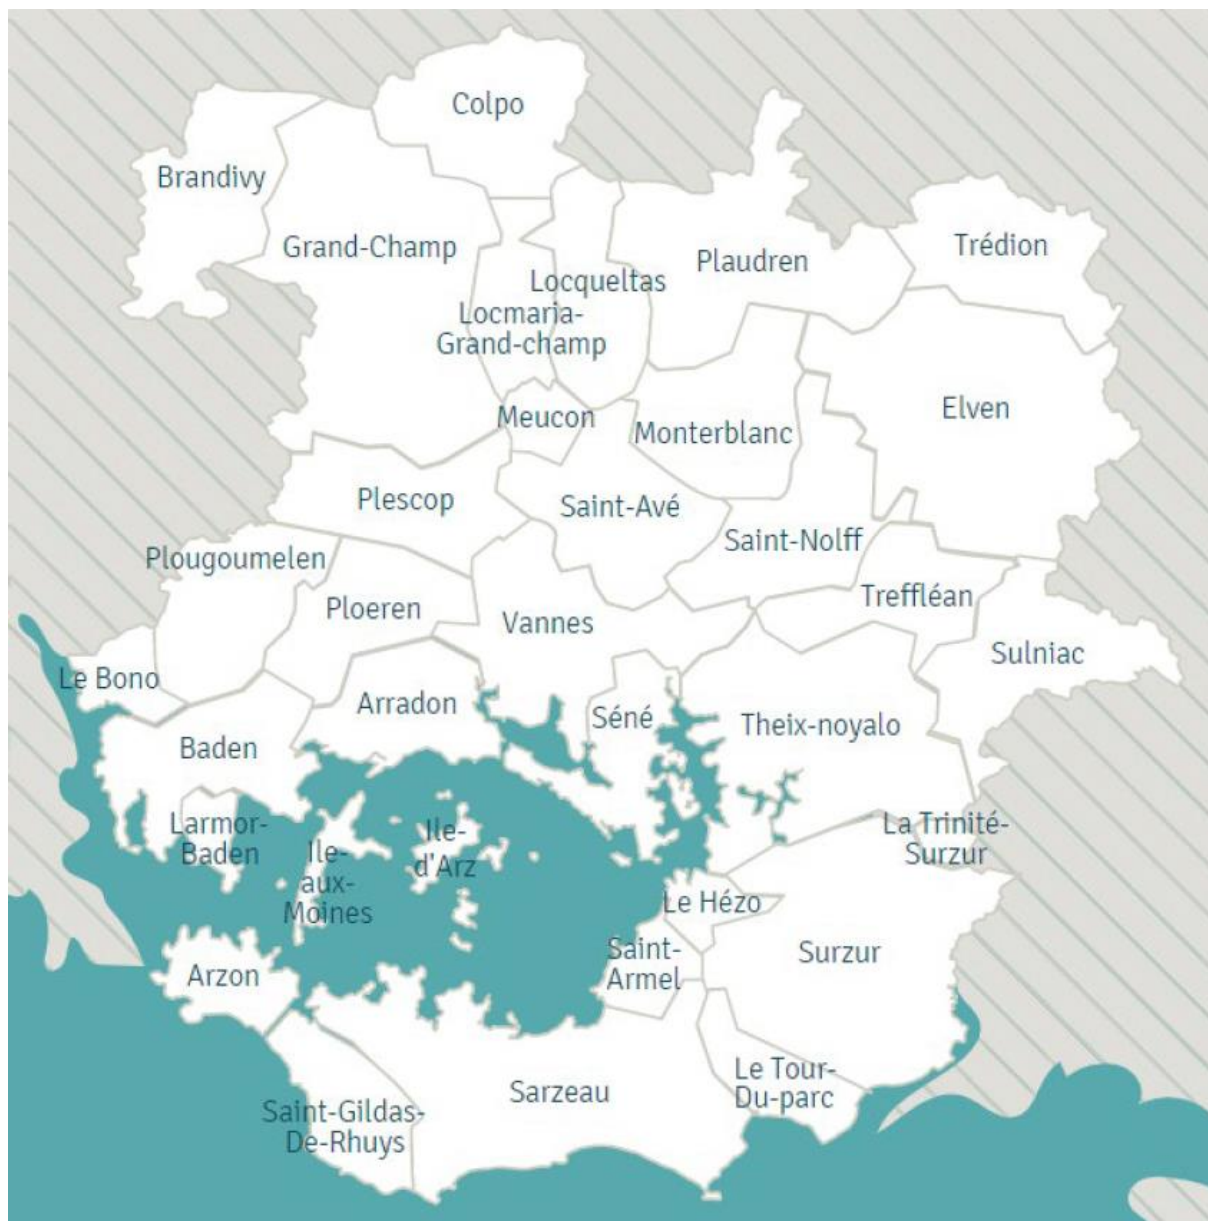 Colpo
Brandivy
Grand-Champ
Trédion
Plaudren
Locqueltas
Locmaria-
Grand-champ
Elven
Meucon
Monterblanc
Plescop
Saint-Avé
Saint-Nolff
Plougoumelen
Treffléan
Ploeren
Vannes
Sulniac
Le Bono
Arradon
Séné
Theix-noyalo
Baden
Larmor-
Baden
Ile-
d'Arz
La Trinité-
Surzur
Ile-
aux-
Moines
Le Hézo
Saint-
Armel
Surzur
Arzon
Le Tour-
Du-parc
Sarzeau
Saint-Gildas-
De-Rhuys